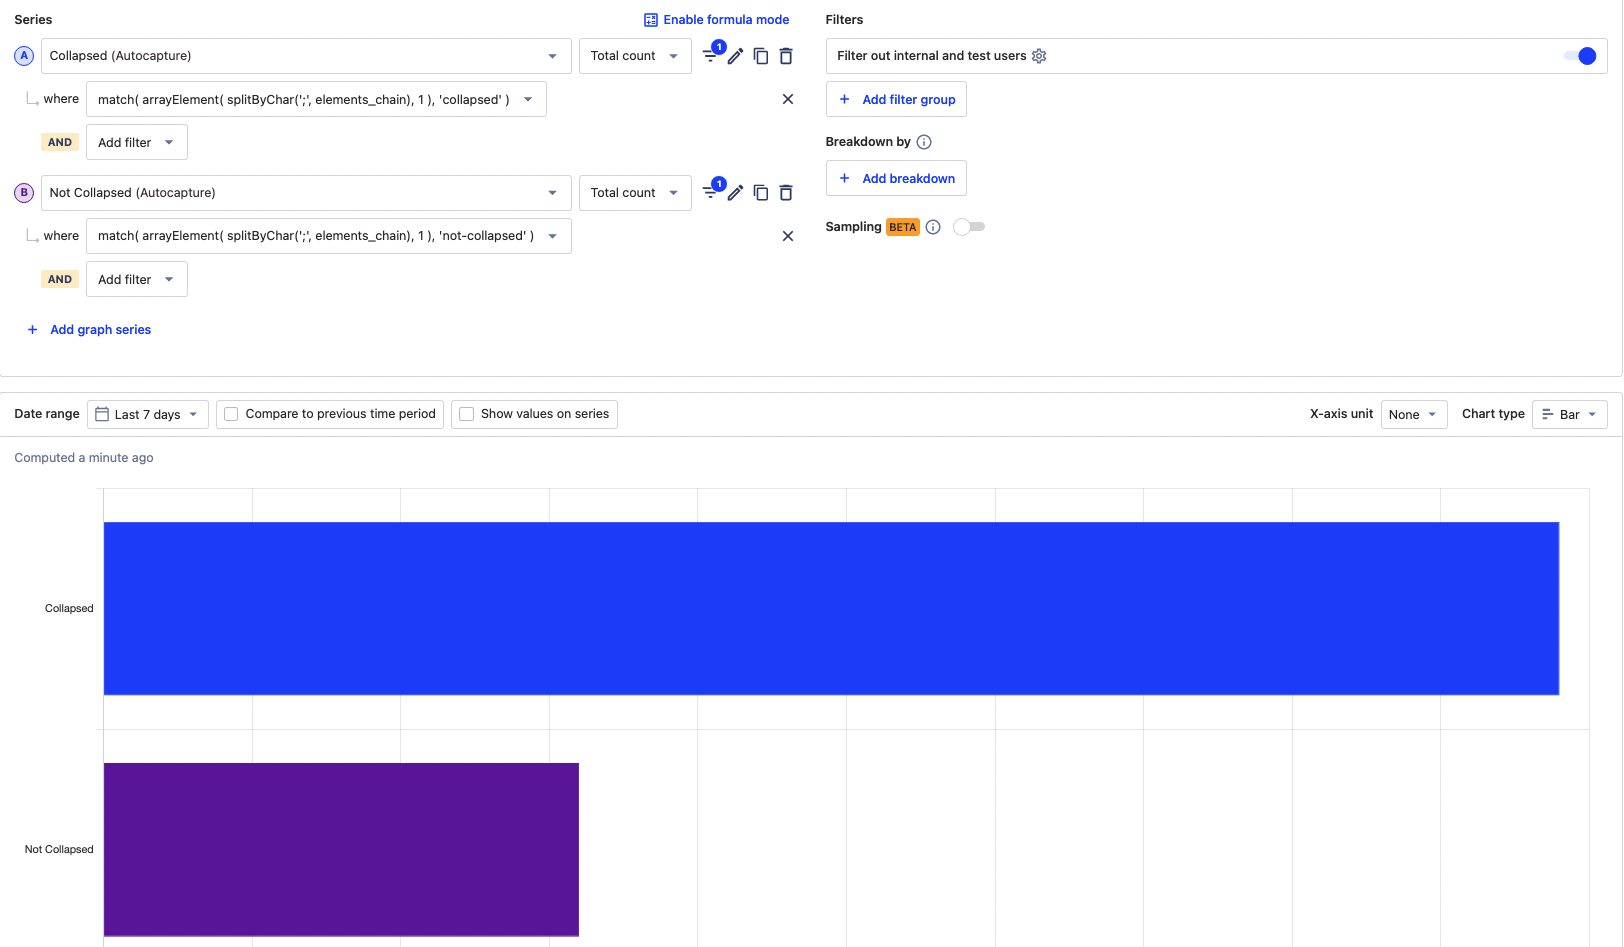 Series
Enable formula mode
A
Collapsed (Autocapture)
Total count
1
where
match( arrayElement( splitByChar(';', elements_chain), 1 ), 'collapsed' )
AND
Add filter
B
Not Collapsed (Autocapture)
Total count
1
where
match( arrayElement( splitByChar(';', elements_chain), 1 ), 'not-collapsed' )
AND
Add filter
+ Add graph series
Filters
Filter out internal and test users
+ Add filter group
Breakdown by
+ Add breakdown
Sampling BETA
Date range
Last 7 days
Compare to previous time period
Show values on series
X-axis unit
None
Chart type
Bar
Computed a minute ago
Collapsed
Not Collapsed